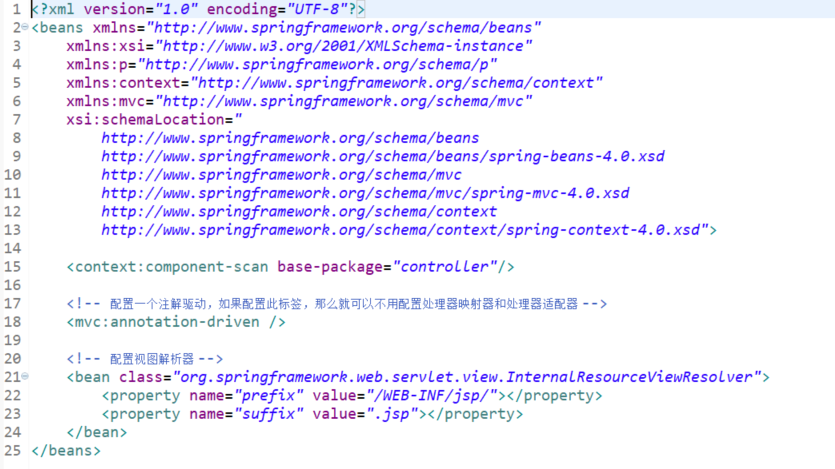 1 <?xml version="1.0" encoding="UTF-8"?>
2 <beans xmlns="http://www.springframework.org/schema/beans"
3     xmlns:xsi="http://www.w3.org/2001/XMLSchema-instance"
4     xmlns:p="http://www.springframework.org/schema/p"
5     xmlns:context="http://www.springframework.org/schema/context"
6     xmlns:mvc="http://www.springframework.org/schema/mvc"
7     xsi:schemaLocation="
8         http://www.springframework.org/schema/beans
9         http://www.springframework.org/schema/beans/spring-beans-4.0.xsd
10         http://www.springframework.org/schema/mvc
11         http://www.springframework.org/schema/mvc/spring-mvc-4.0.xsd
12         http://www.springframework.org/schema/context
13         http://www.springframework.org/schema/context/spring-context-4.0.xsd">
14
15     <context:component-scan base-package="controller"/>
16
17     <!-- 配置一个注解驱动，如果配置此标签，那么就可以不用配置处理器映射器和处理器适配器 -->
18     <mvc:annotation-driven />
19
20     <!-- 配置视图解析器 -->
21     <bean class="org.springframework.web.servlet.view.InternalResourceViewResolver">
22         <property name="prefix" value="/WEB-INF/jsp/"></property>
23         <property name="suffix" value=".jsp"></property>
24     </bean>
25 </beans>